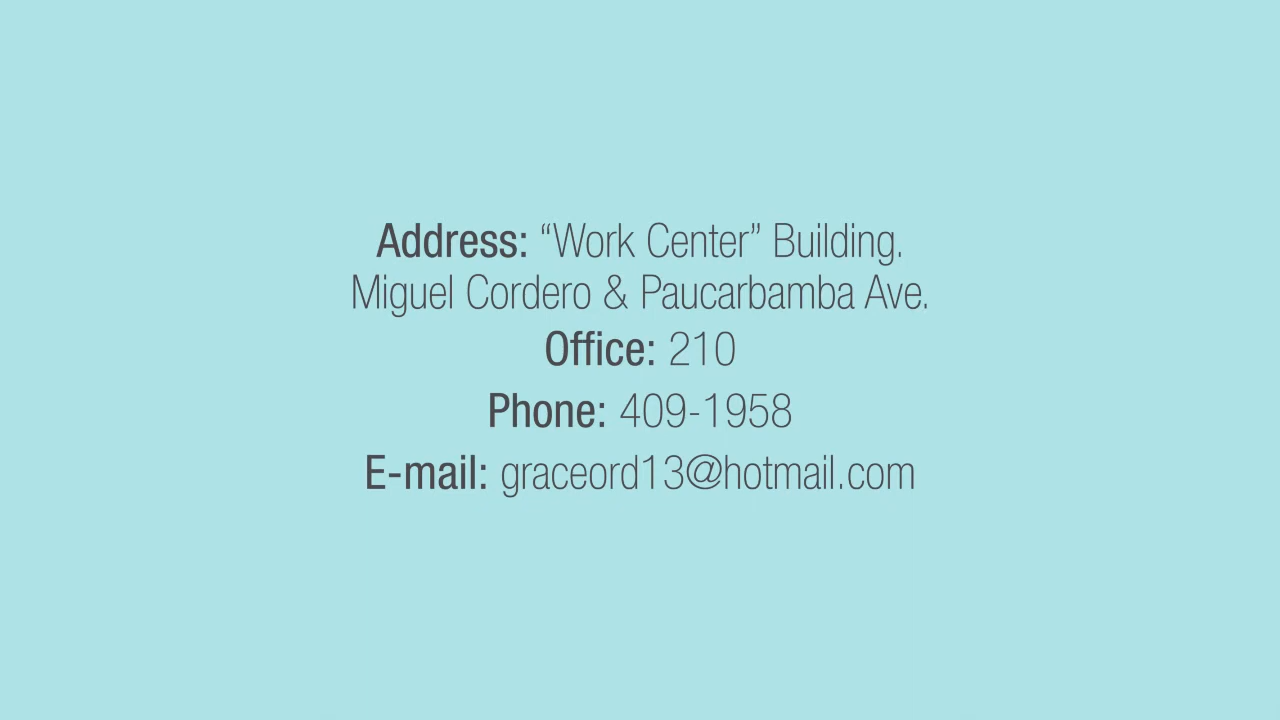 Address: “Work Center” Building.
Miguel Cordero & Paucarbamba Ave.
Office: 210
Phone: 409-1958
E-mail: graceord13@hotmail.com